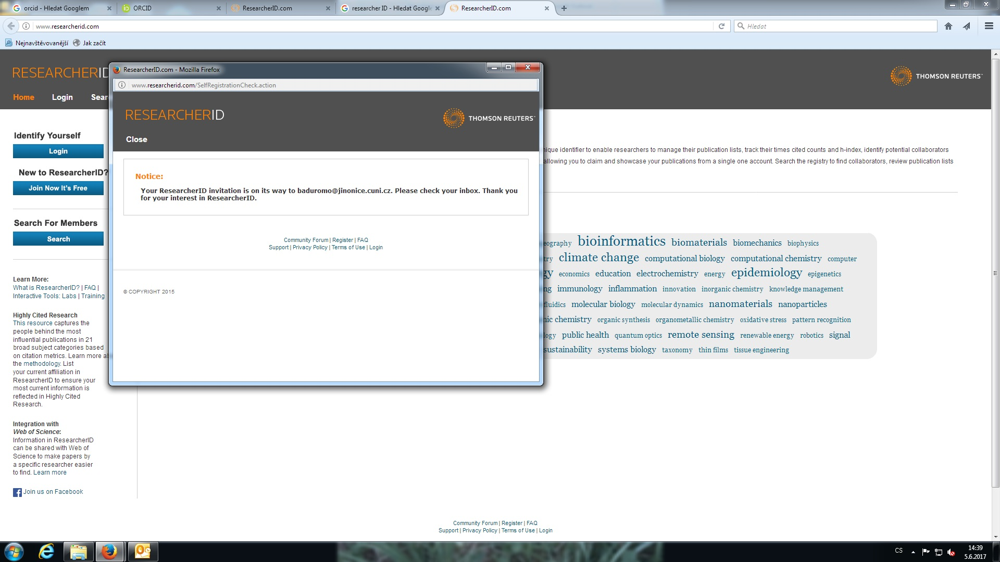 orcid - Hledat Googlem
ORCID
ResearcherID.com
researcher ID - Hledat Googl
ResearcherID.com
www.researcherid.com
Hledat
Nejnavštěvovanější
Jak začít
RESEARCHERID
THOMSON REUTERS
Home
Login
Sear
ResearcherID.com - Mozilla Firefox
www.researcherid.com/SelfRegistrationCheck.action
RESEARCHERID
THOMSON REUTERS
Close
Notice:
Your ResearcherID invitation is on its way to baduromo@jinonice.cuni.cz. Please check your inbox. Thank you
for your interest in ResearcherID.
Community Forum | Register | FAQ
Support | Privacy Policy | Terms of Use | Login
© COPYRIGHT 2015
Identify Yourself
Login
New to ResearcherID?
Join Now It's Free
Search For Members
Search
Learn More:
What is ResearcherID? | FAQ |
Interactive Tools: Labs | Training
Highly Cited Research
This resource captures the
people behind the most
influential publications in 21
broad subject categories based
on citation metrics. Learn more ab
the methodology. List
your current affiliation in
ResearcherID to ensure your
most current information is
reflected in Highly Cited
Research.
Integration with
Web of Science:
Information in ResearcherID
can be shared with Web of
Science to make papers by
a specific researcher easier
to find. Learn more
Join us on Facebook
nique identifier to enable researchers to manage their publication lists, track their times cited counts and h-index, identify potential collaborators
allowing you to claim and showcase your publications from a single one account. Search the registry to find collaborators, review publication lists
eography bioinformatics biomaterials biomechanics biophysics
try climate change computational biology computational chemistry computer
gy economics education electrochemistry energy epidemiology epigenetics
ng immunology inflammation innovation inorganic chemistry knowledge management
fluidics molecular biology molecular dynamics nanomaterials nanoparticles
nic chemistry organic synthesis organometallic chemistry oxidative stress pattern recognition
logy public health quantum optics remote sensing renewable energy robotics signal
sustainability systems biology taxonomy thin films tissue engineering
Community Forum | Register | FAQ
Support | Privacy Policy | Terms of Use | Login
CS
14:39
5.6.2017